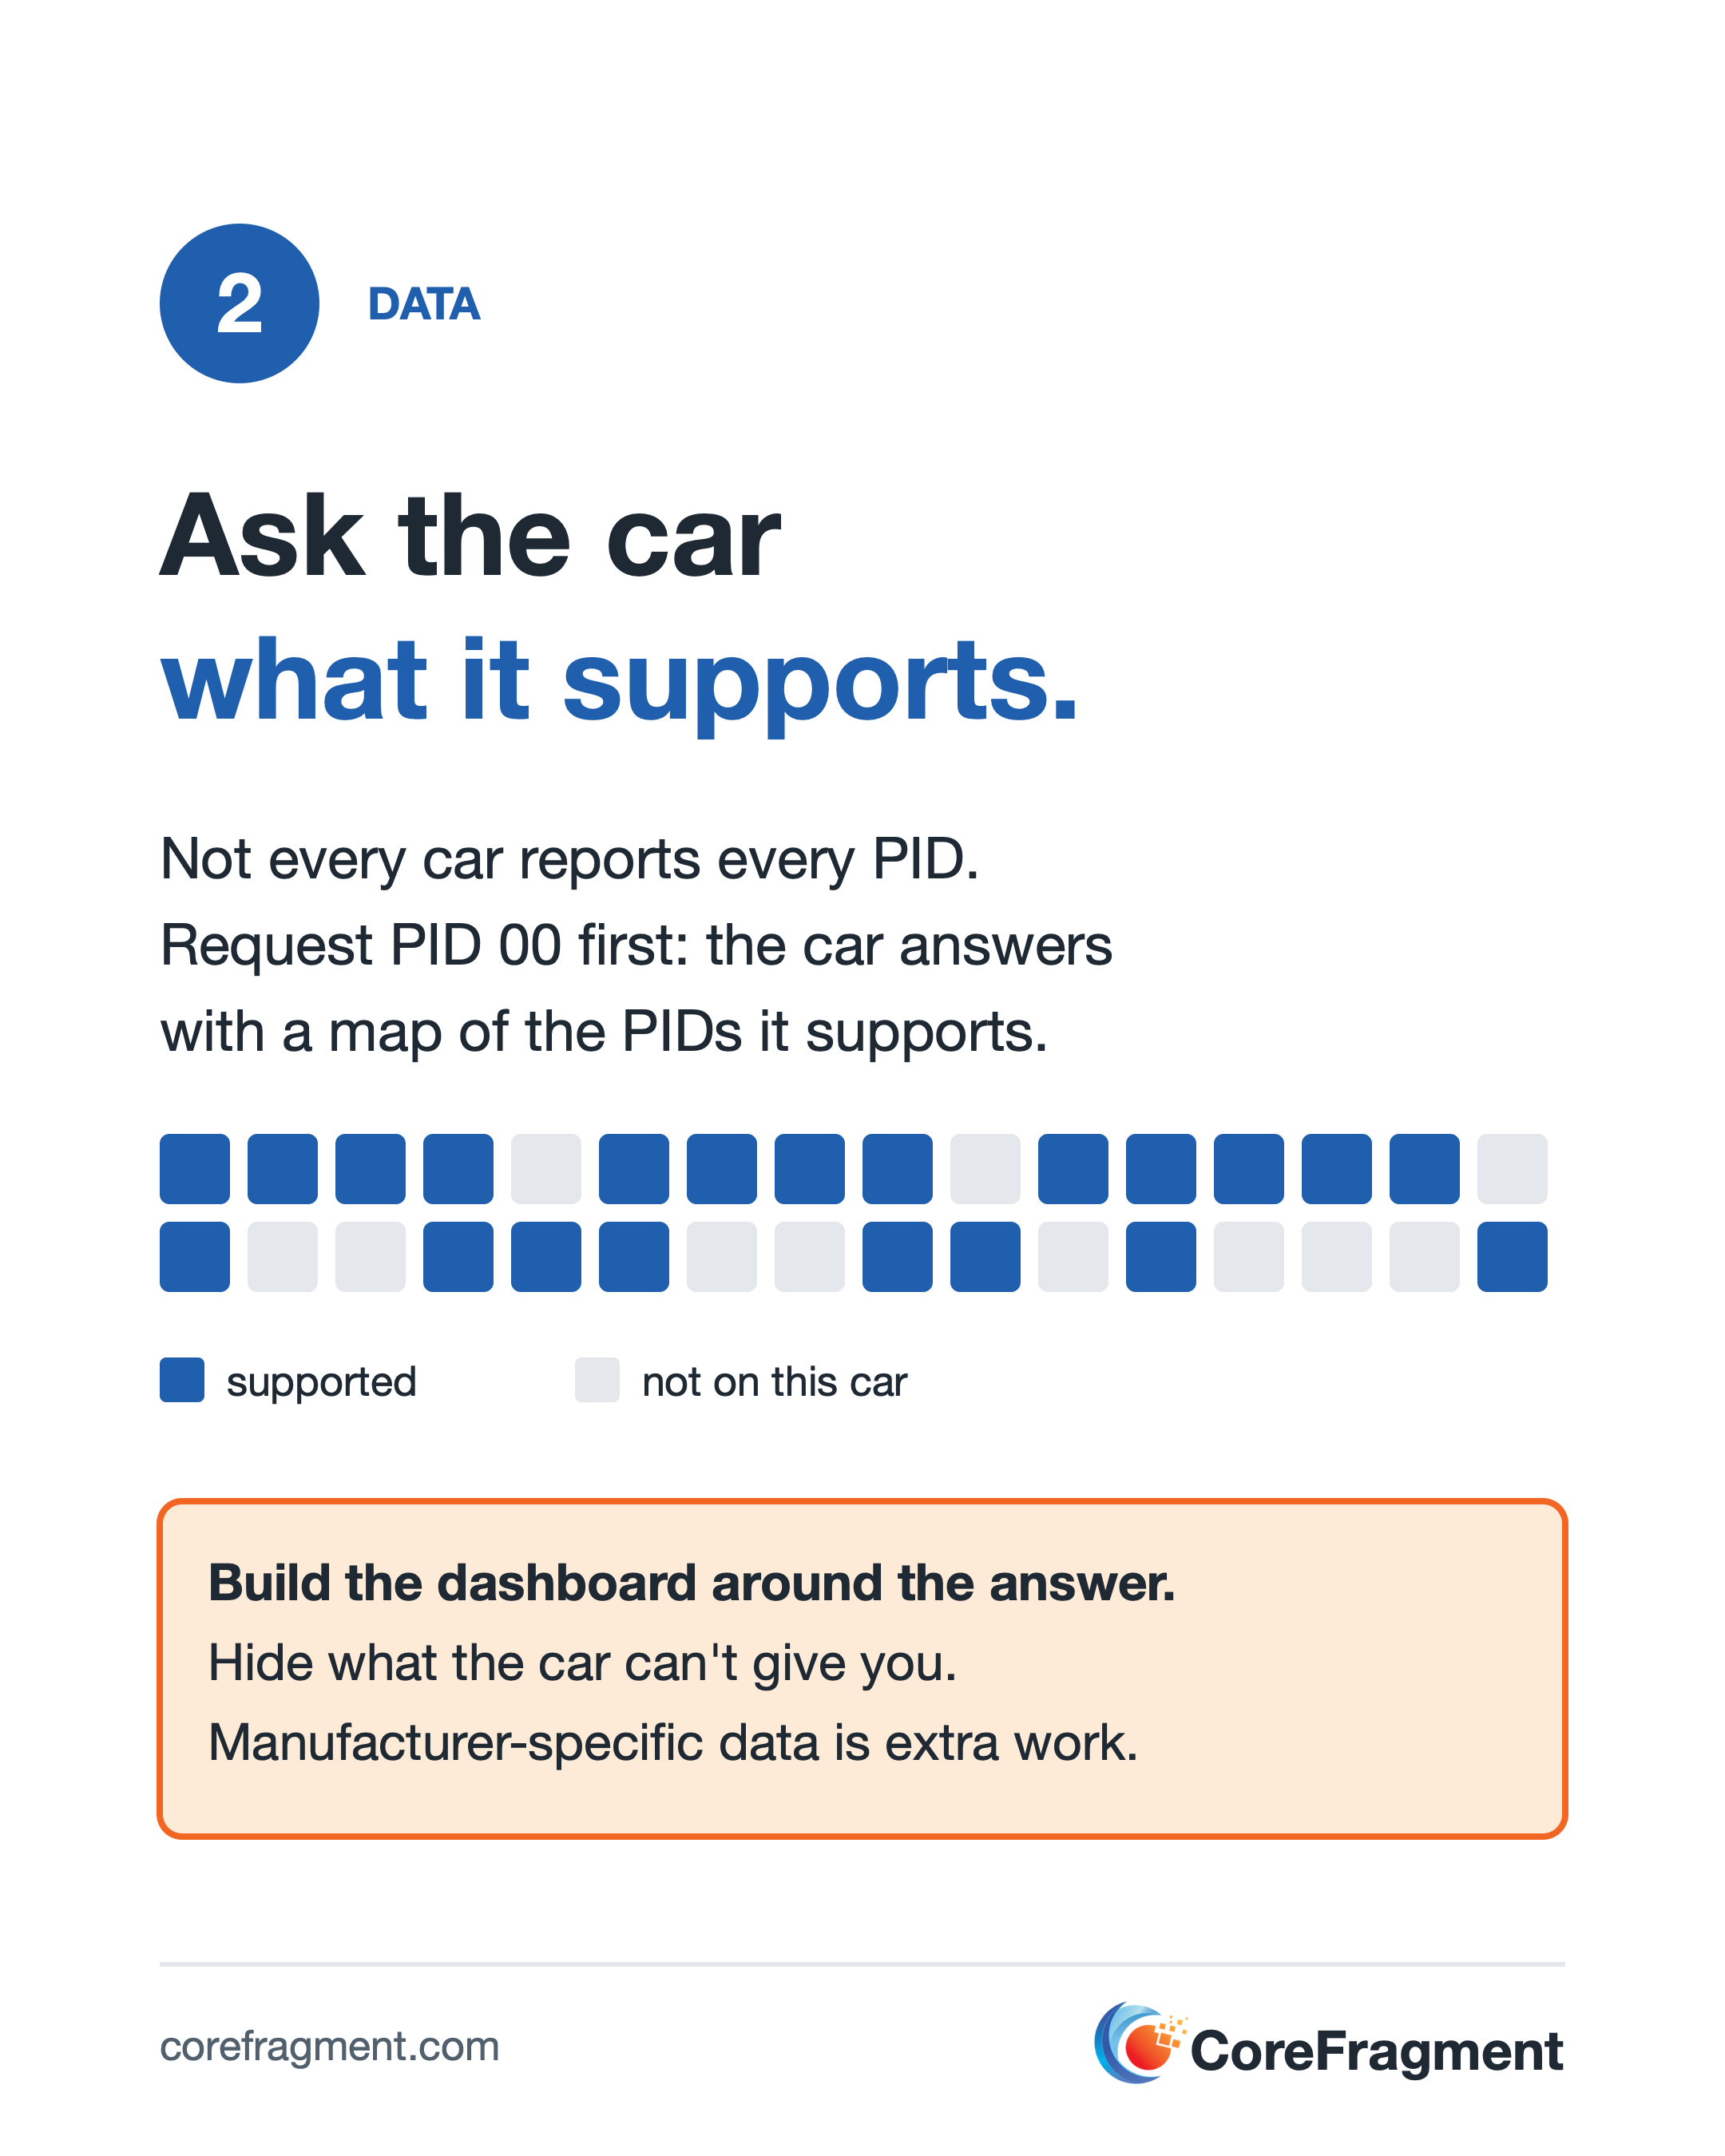 2
DATA
Ask the car
what it supports.
Not every car reports every PID.
Request PID 00 first: the car answers
with a map of the PIDs it supports.
supported
not on this car
Build the dashboard around the answer.
Hide what the car can't give you.
Manufacturer-specific data is extra work.
corefragment.com
CoreFragment